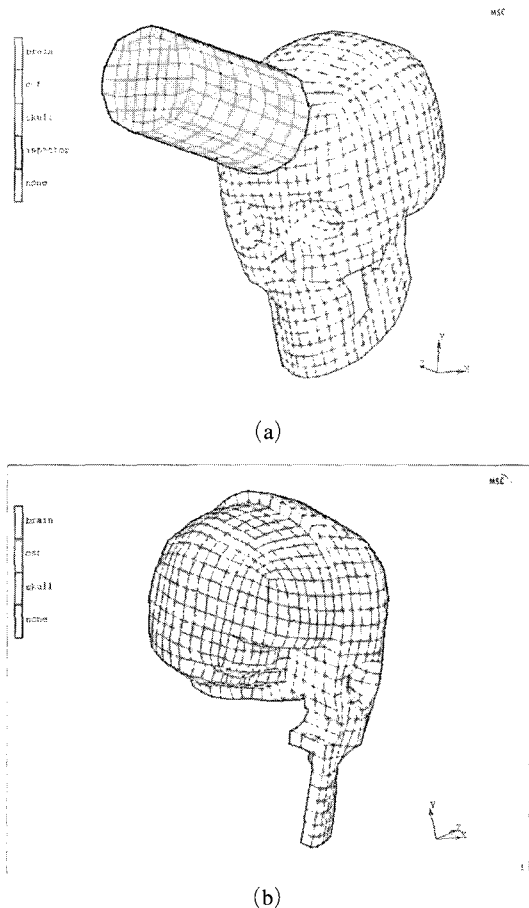 MSC
brain
skull
none
Y
Z
X
(a)
MSC
brain
csf
skull
none
Y
Z
X
(b)